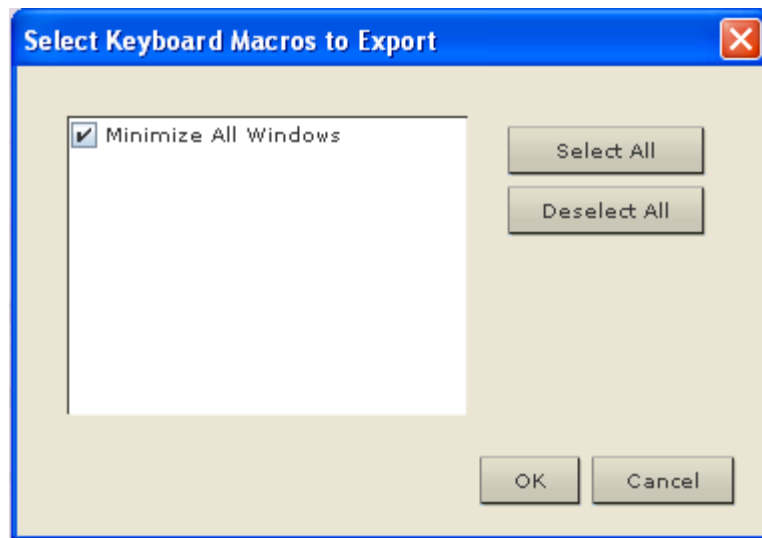 Select Keyboard Macros to Export
Minimize All Windows
Select All
Deselect All
OK
Cancel